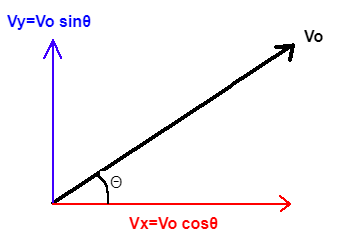 Vy=Vo sinθ
Vo
Θ
Vx=Vo cosθ